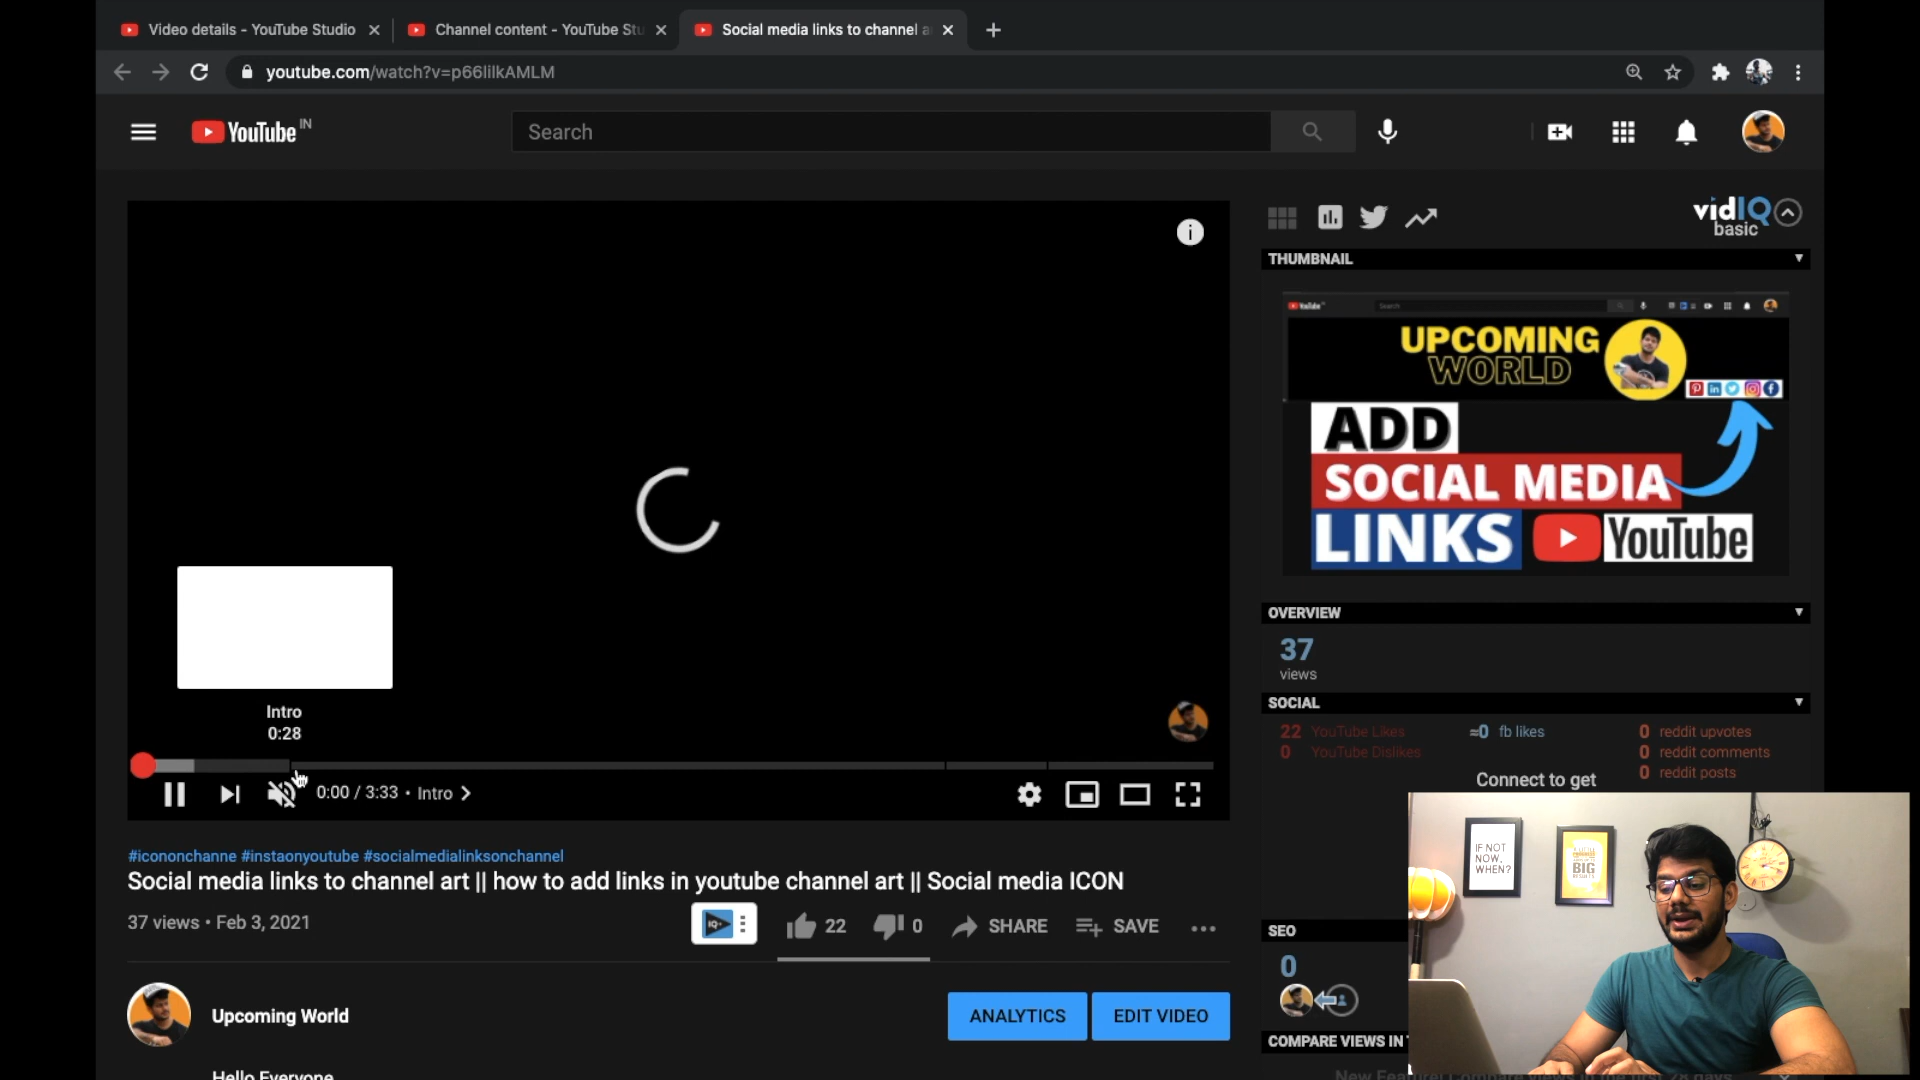 Video details - YouTube Studio
Channel content - YouTube Stu
Social media links to channel a
youtube.com/watch?v=p66lilkAMLM
YouTube IN
Search
vidIQ
basic
THUMBNAIL
YouTube
Search
UPCOMING
WORLD
ADD
SOCIAL MEDIA
LINKS
YouTube
OVERVIEW
37
views
SOCIAL
22 YouTube Likes
0 YouTube Dislikes
≈0 fb likes
0 reddit upvotes
0 reddit comments
0 reddit posts
Connect to get
Intro
0:28
0:00 / 3:33 • Intro
#icononchanne #instaonyoutube #socialmedialinksonchannel
Social media links to channel art || how to add links in youtube channel art || Social media ICON
37 views • Feb 3, 2021
IQ
22
0
SHARE
SAVE
Upcoming World
ANALYTICS
EDIT VIDEO
Hello Everyone
SEO
0
COMPARE VIEWS IN
IF NOT
NOW,
WHEN?
BIG